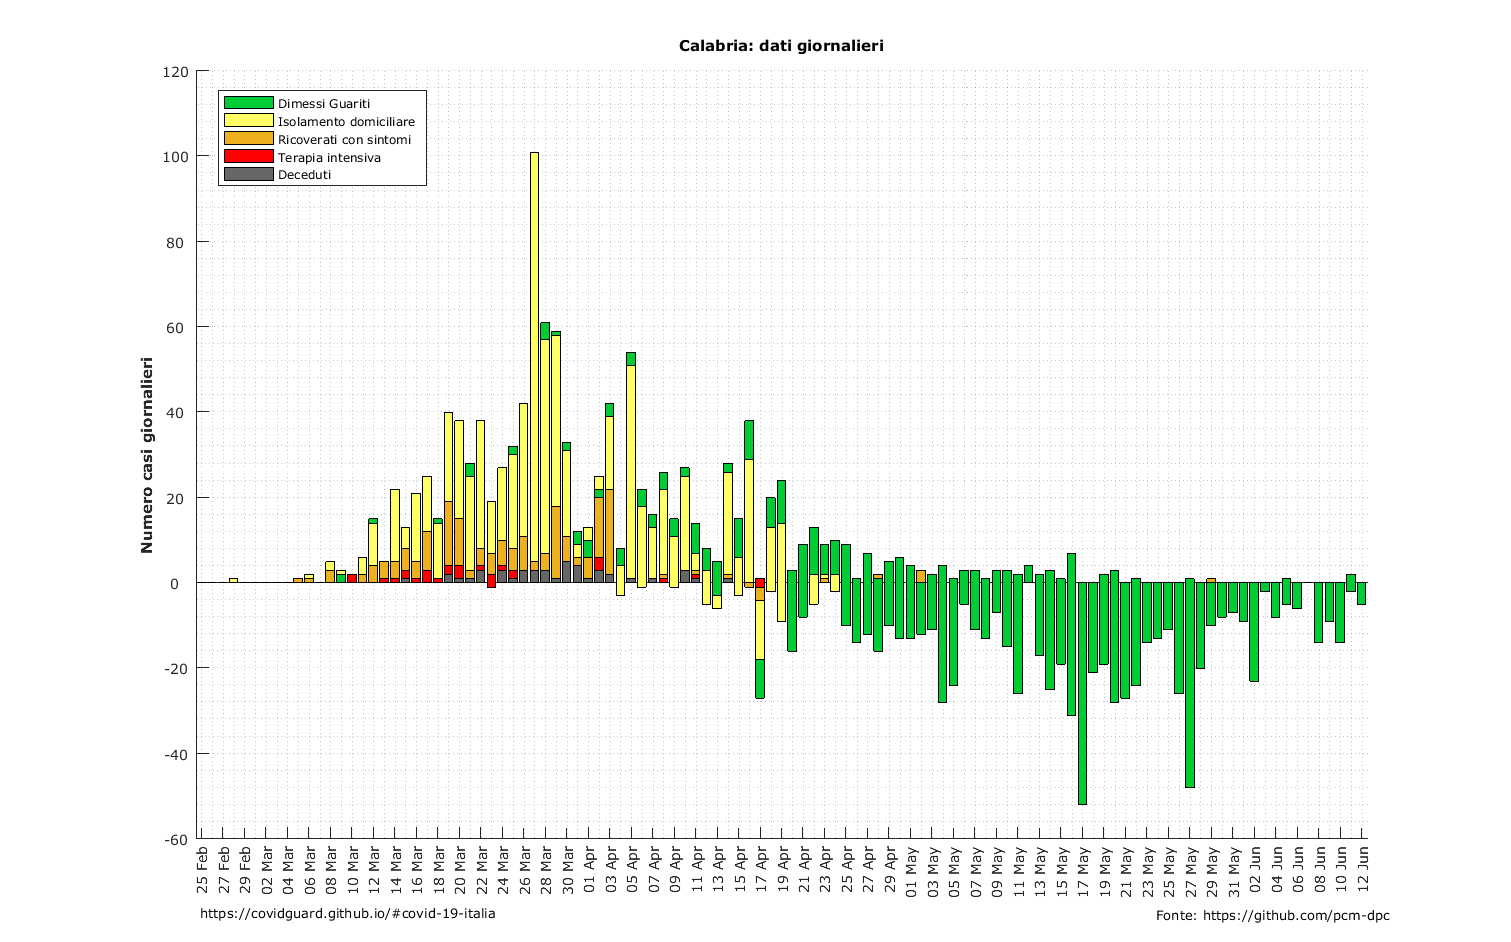 Calabria: dati giornalieri
120
100
80
60
40
20
0
-20
-40
-60
Numero casi giornalieri
Dimessi Guariti
Isolamento domiciliare
Ricoverati con sintomi
Terapia intensiva
Deceduti
25 Feb
27 Feb
29 Feb
02 Mar
04 Mar
06 Mar
08 Mar
10 Mar
12 Mar
14 Mar
16 Mar
18 Mar
20 Mar
22 Mar
24 Mar
26 Mar
28 Mar
30 Mar
01 Apr
03 Apr
05 Apr
07 Apr
09 Apr
11 Apr
13 Apr
15 Apr
17 Apr
19 Apr
21 Apr
23 Apr
25 Apr
27 Apr
29 Apr
01 May
03 May
05 May
07 May
09 May
11 May
13 May
15 May
17 May
19 May
21 May
23 May
25 May
27 May
29 May
31 May
02 Jun
04 Jun
06 Jun
08 Jun
10 Jun
12 Jun
https://covidguard.github.io/#covid-19-italia
Fonte: https://github.com/pcm-dpc